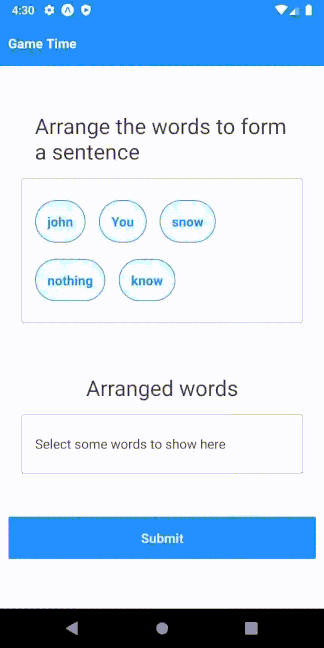 4:30
Game Time
Arrange the words to form
a sentence
john You snow
nothing know
Arranged words
Select some words to show here
Submit